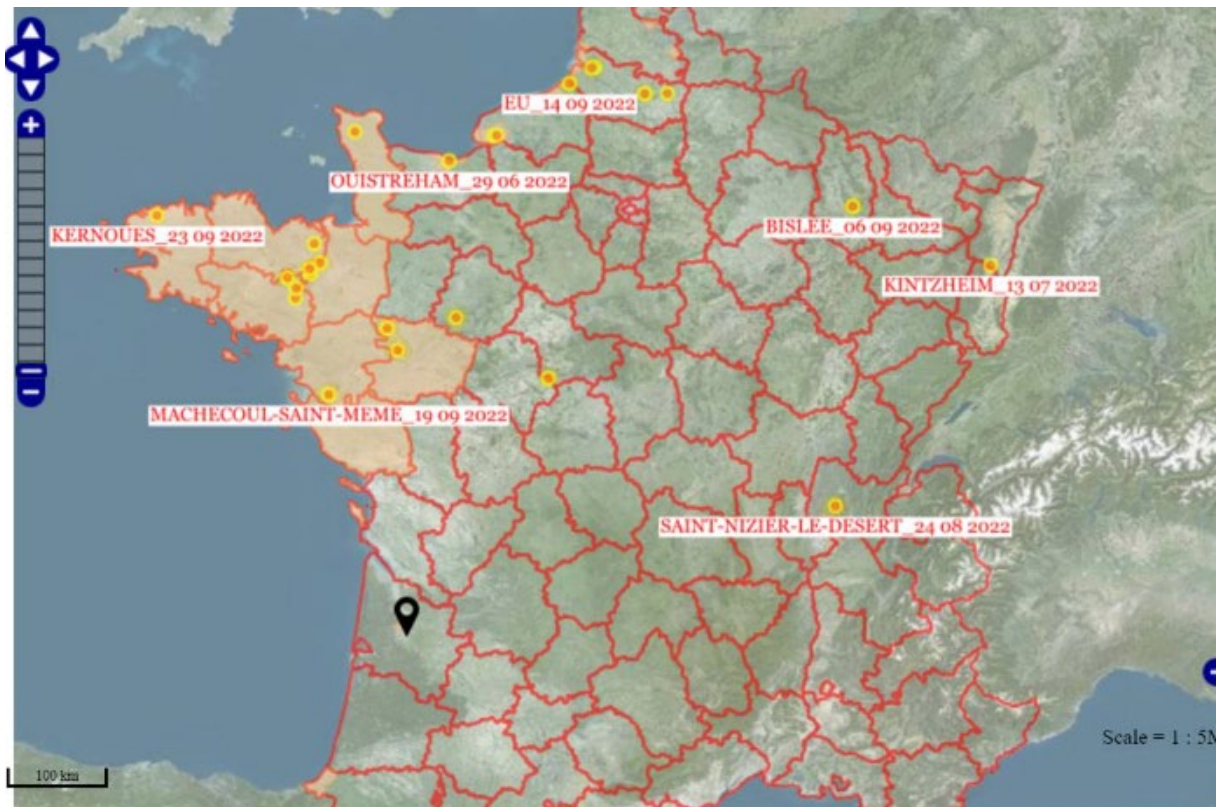 EU_14 09 2022
OUISTREHAM_29 06 2022
BISLEE_06 09 2022
KERNOUES_23 09 2022
KINTZHEIM_13 07 2022
MACHECOUL-SAINT-MEME_19 09 2022
SAINT-NIZIER-LE-DESERT_24 08 2022
Scale = 1 : 5M
100 km